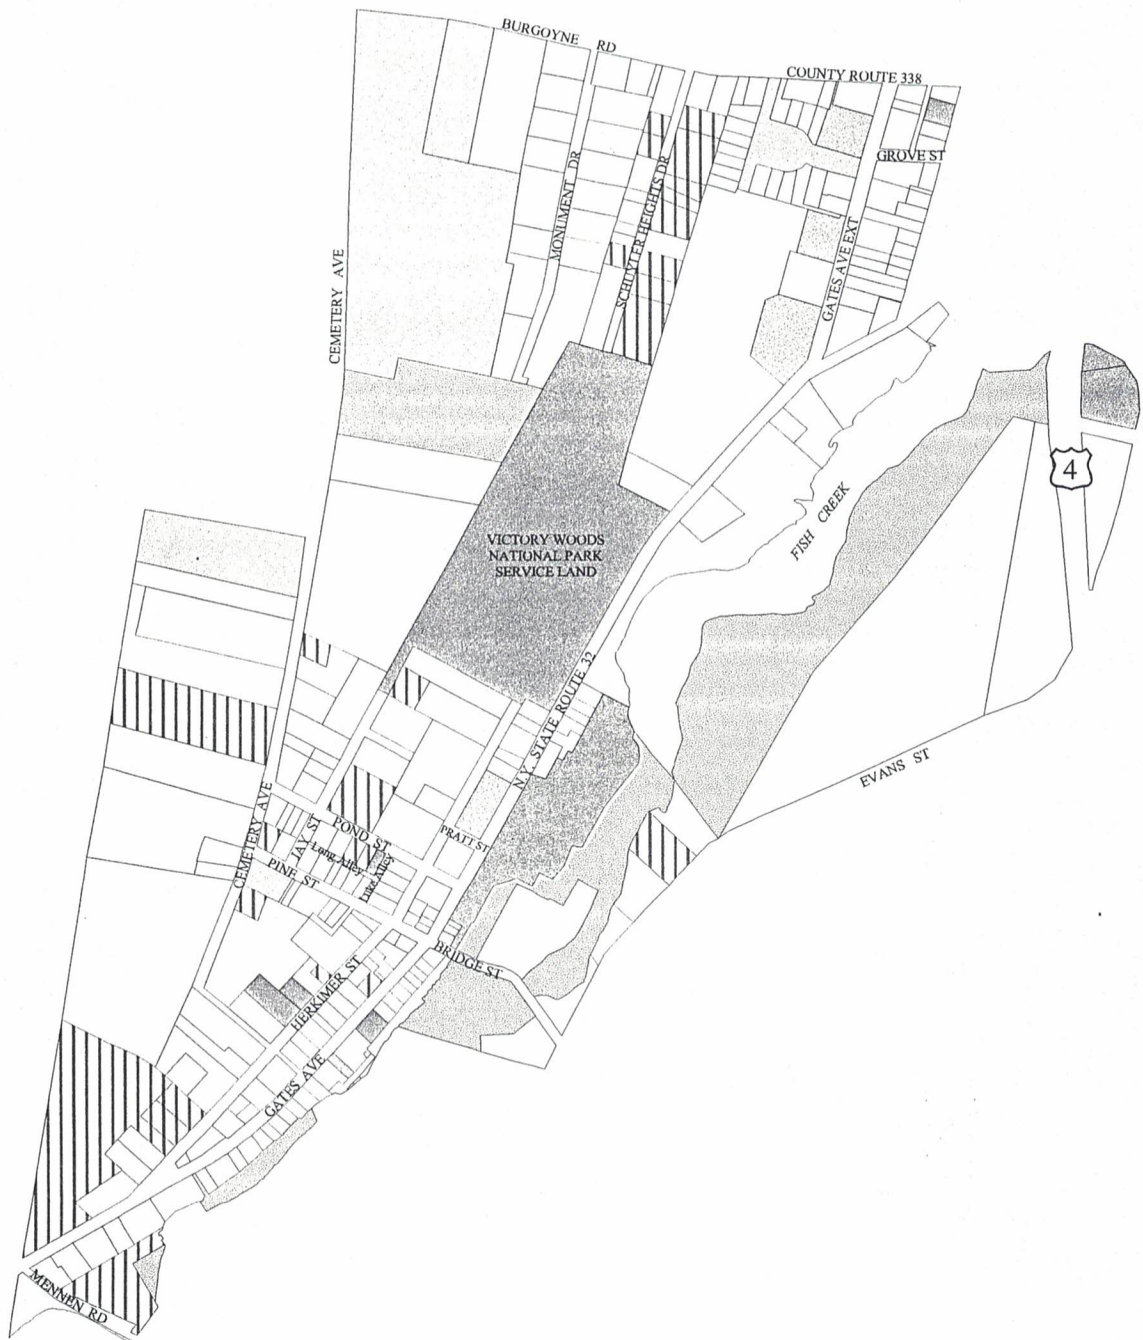 BURGOYNE RD
COUNTY ROUTE 338
GROVE ST
MONUMENT DR
SCHUYLER HEIGHTS DR
GATES AVE EXT
CEMETERY AVE
4
VICTORY WOODS
NATIONAL PARK
SERVICE LAND
FISH CREEK
N.Y. STATE ROUTE 32
EVANS ST
CEMETERY AVE
JAY ST
POND ST
PRATT ST
Long Alley
Luke Alley
PINE ST
BRIDGE ST
HERKIMER ST
GATES AVE
MENNEN RD